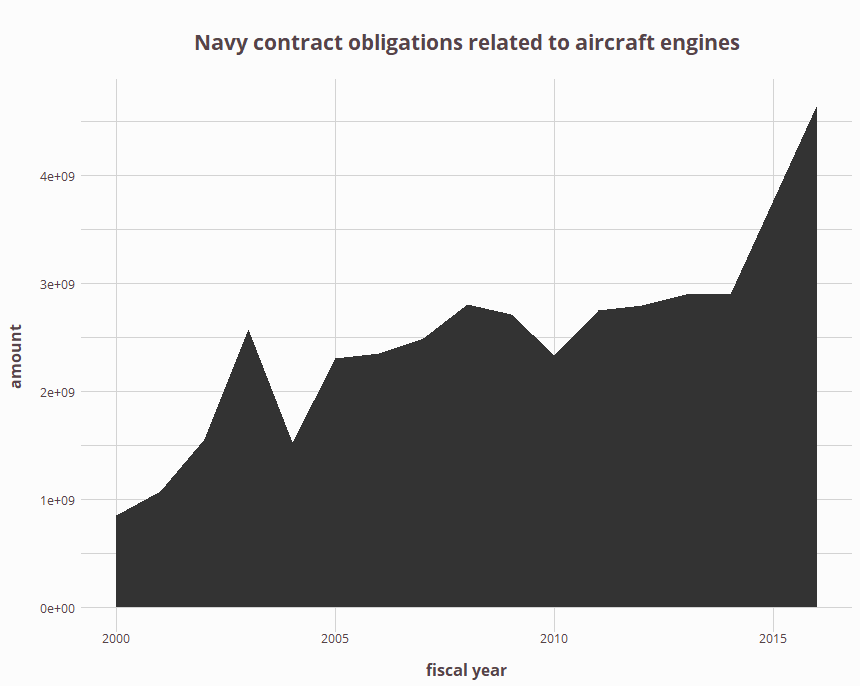 Navy contract obligations related to aircraft engines
4e+09
3e+09
2e+09
1e+09
0e+00
amount
2000 2005 2010 2015
fiscal year